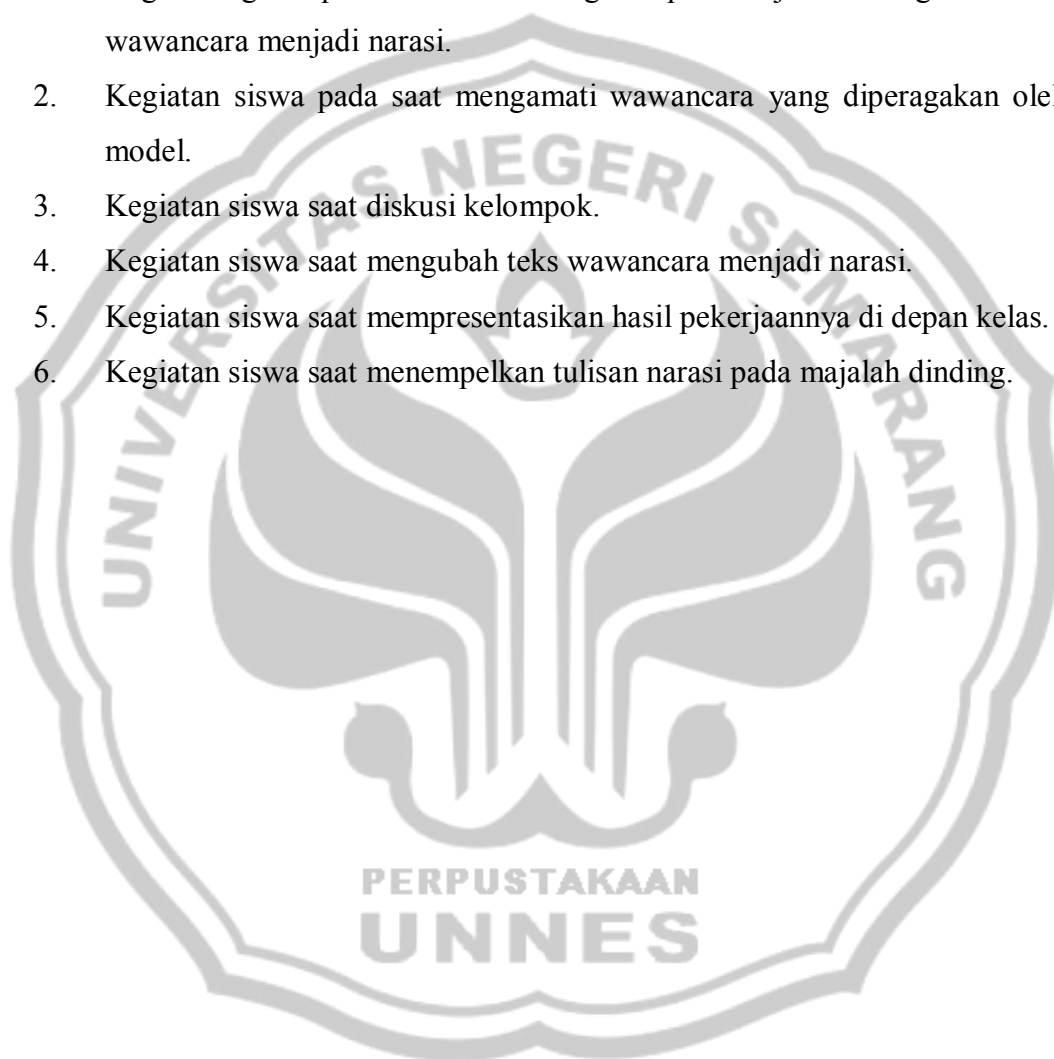 wawancara menjadi narasi.
2. Kegiatan siswa pada saat mengamati wawancara yang diperagakan oleh
model.
3. Kegiatan siswa saat diskusi kelompok.
4. Kegiatan siswa saat mengubah teks wawancara menjadi narasi.
5. Kegiatan siswa saat mempresentasikan hasil pekerjaannya di depan kelas.
6. Kegiatan siswa saat menempelkan tulisan narasi pada majalah dinding.
UNIVERSITAS NEGERI SEMARANG
PERPUSTAKAAN
UNNES